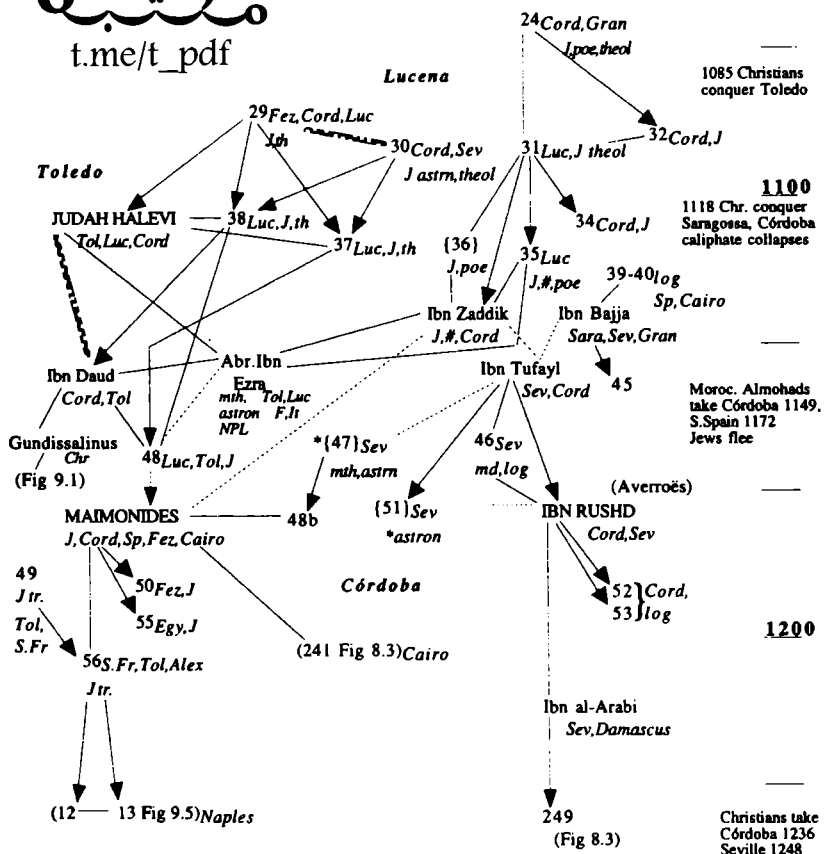 t.me/t_pdf
24Cord,Gran
J,poe,theol
1085 Christians
conquer Toledo
Lucena
29Fez,Cord,Luc
J,th
30Cord,Sev
J astrn,theol
31Luc,J theol
32Cord,J
Toledo
1100
1118 Chr. conquer
Saragossa, Córdoba
caliphate collapses
JUDAH HALEVI
Tol,Luc,Cord
38Luc,J,th
37Luc,J,th
{36}
J,poe
34Cord,J
35Luc
J,#,poe
39-40log
Sp,Cairo
Ibn Zaddik
J,#,Cord
Ibn Bajja
Sara,Sev,Gran
Ibn Daud
Cord,Tol
Abr.Ibn
Ezra
mth, Tol,Luc
astron F,It
NPL
Ibn Tufayl
Sev,Cord
45
Moroc. Almohads
take Córdoba 1149,
S.Spain 1172
Jews flee
Gundissalinus
Chr
(Fig 9.1)
48Luc,Tol,J
*{47}Sev
mth,astrn
46Sev
md,log
MAIMONIDES
J,Cord,Sp,Fez,Cairo
48b
{51}Sev
*astron
(Averroës)
IBN RUSHD
Cord,Sev
49
J tr.
Tol,
S.Fr
50Fez,J
55Egy,J
Córdoba
52
53
}Cord,
log
1200
56S.Fr,Tol,Alex
J tr.
(241 Fig 8.3)Cairo
Ibn al-Arabi
Sev,Damascus
(12 — 13 Fig 9.5)Naples
249
(Fig 8.3)
Christians take
Córdoba 1236
Seville 1248